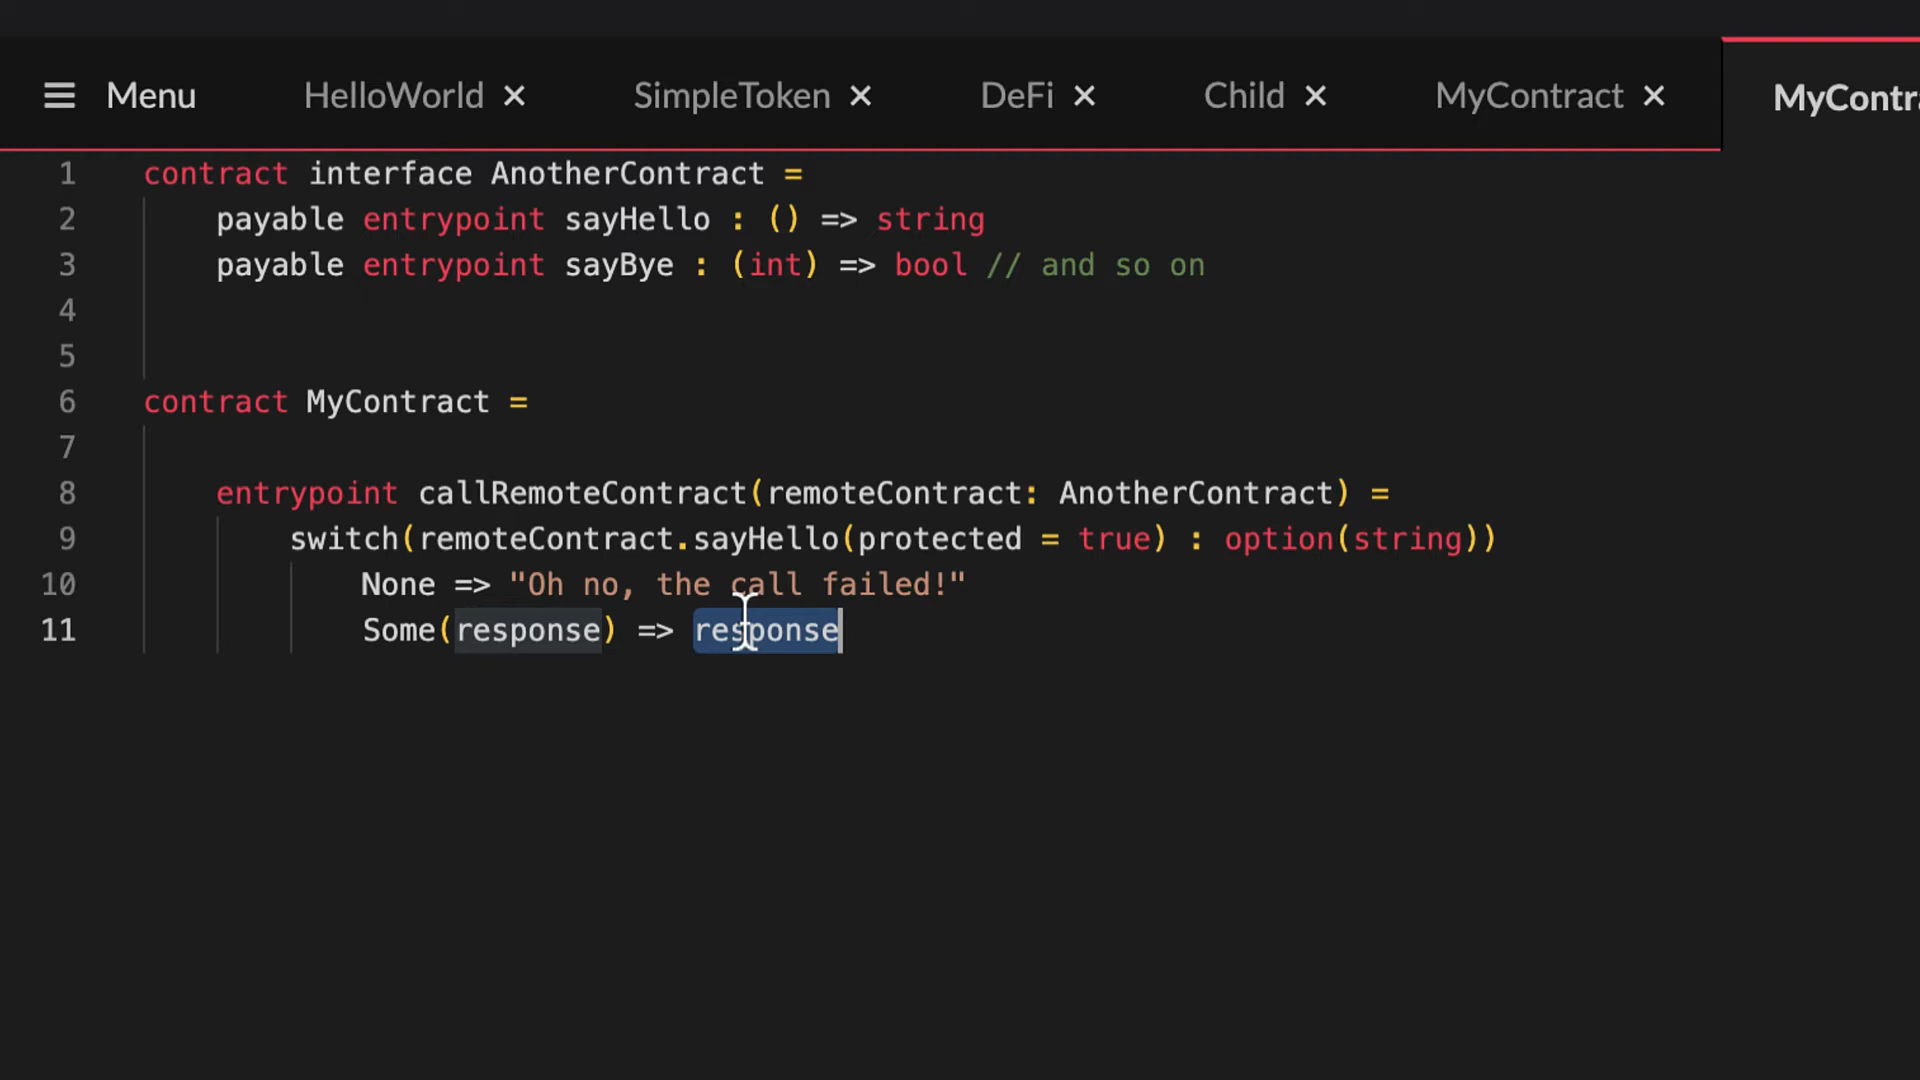 Menu HelloWorld SimpleToken DeFi Child MyContract
1 contract interface AnotherContract =
2 payable entrypoint sayHello : () => string
3 payable entrypoint sayBye : (int) => bool // and so on
4
5
6 contract MyContract =
7
8 entrypoint callRemoteContract(remoteContract: AnotherContract) =
9 switch(remoteContract.sayHello(protected = true) : option(string))
10 None => "Oh no, the call failed!"
11 Some(response) => response